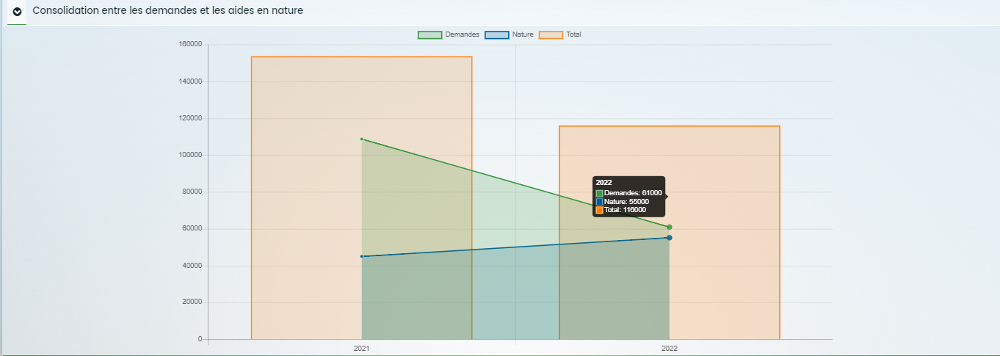 Consolidation entre les demandes et les aides en nature
Demandes Nature Total
160000
140000
120000
100000
80000
60000
40000
20000
0
2022
Demandes: 61000
Nature: 55000
Total: 116000
2021 2022